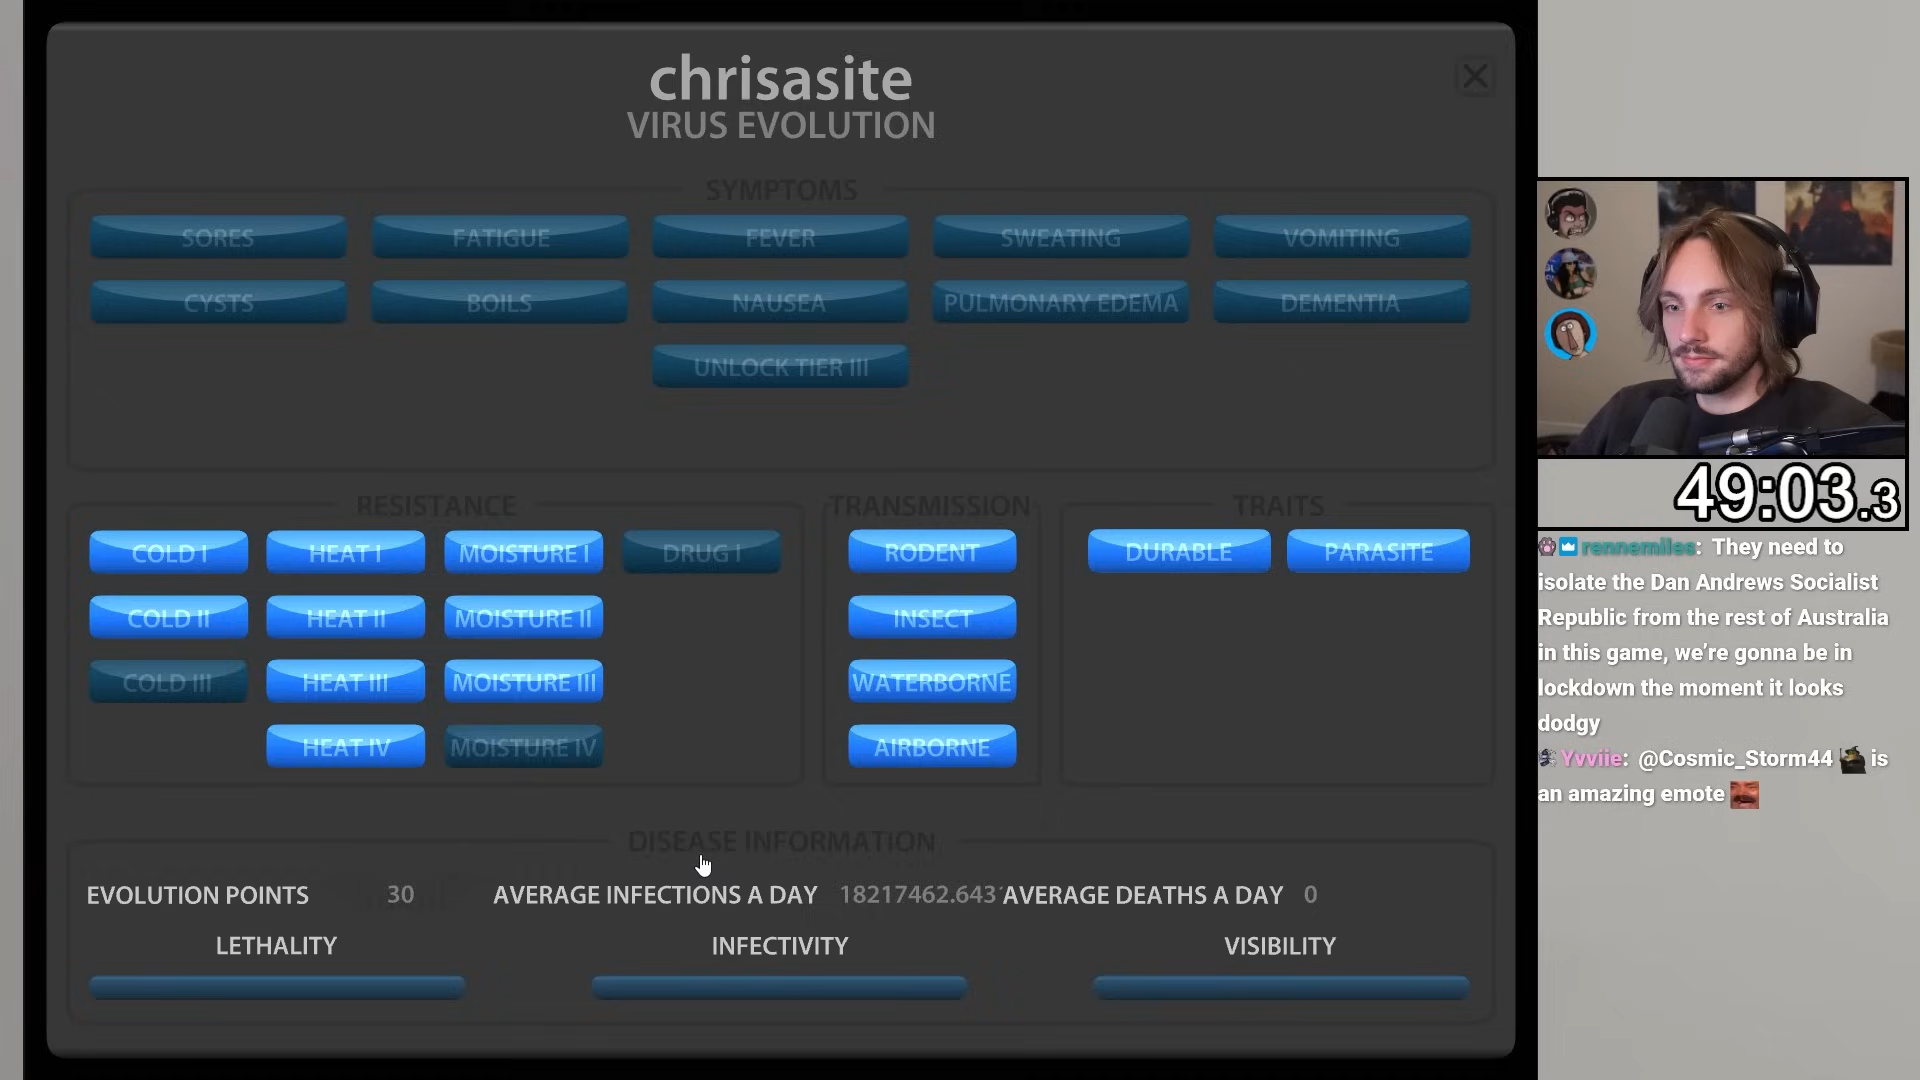 chrisasite
VIRUS EVOLUTION
SYMPTOMS
SORES FATIGUE FEVER SWEATING VOMITING
CYSTS BOILS NAUSEA PULMONARY EDEMA DEMENTIA
UNLOCK TIER III
RESISTANCE TRANSMISSION TRAITS
COLD I HEAT I MOISTURE I DRUG I RODENT DURABLE PARASITE
COLD II HEAT II MOISTURE II INSECT
COLD III HEAT III MOISTURE III WATERBORNE
HEAT IV MOISTURE IV AIRBORNE
DISEASE INFORMATION
EVOLUTION POINTS 30 AVERAGE INFECTIONS A DAY 18217462.643 AVERAGE DEATHS A DAY 0
LETHALITY INFECTIVITY VISIBILITY
49:03.3
rennemiles: They need to
isolate the Dan Andrews Socialist
Republic from the rest of Australia
in this game, we're gonna be in
lockdown the moment it looks
dodgy
Yvviie: @Cosmic_Storm44 is
an amazing emote